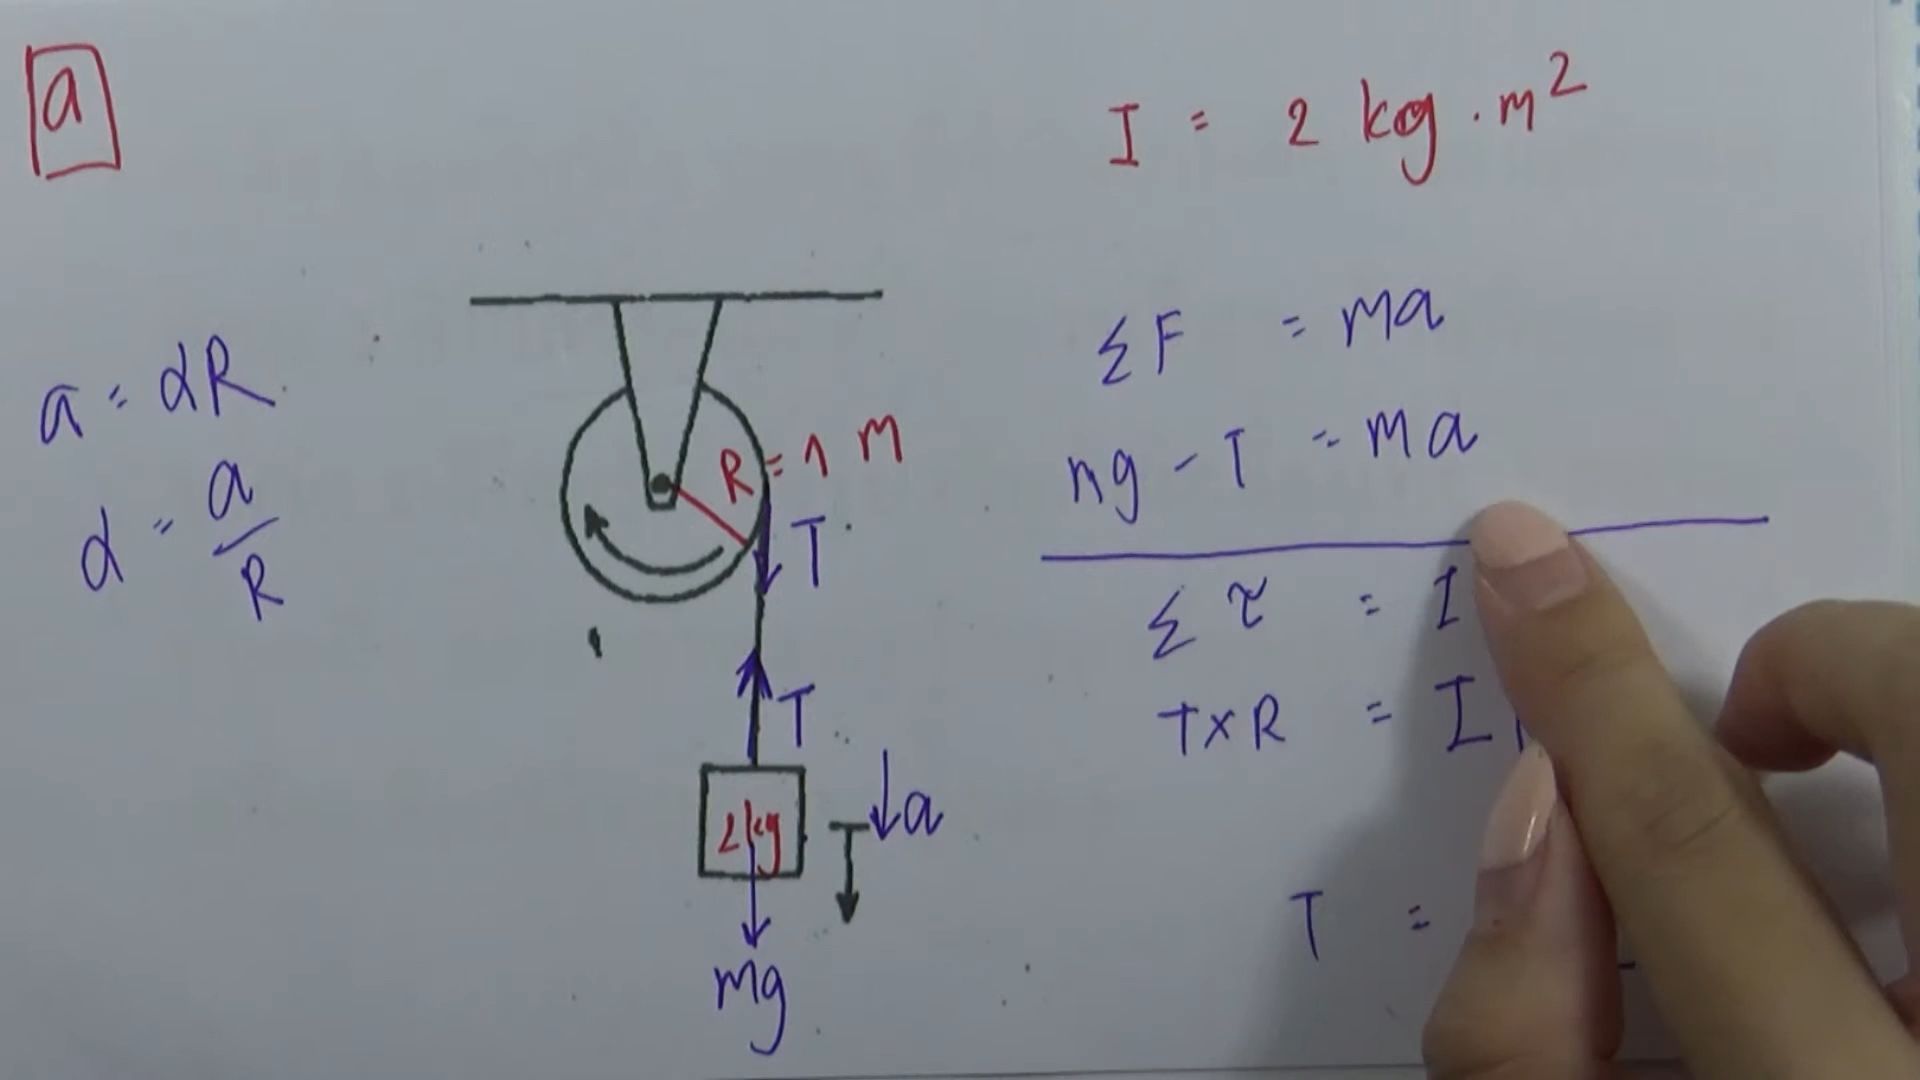 a
I = 2 kg . m²
a = αR
α = a/R
R = 1 m
T
T
2kg
a
mg
ΣF = ma
mg - T = ma
Στ = I
T×R = I
T =